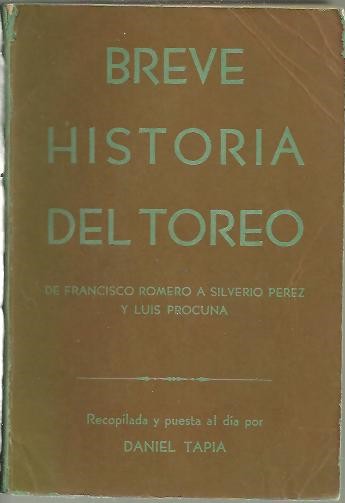 BREVE
HISTORIA
DEL TOREO
DE FRANCISCO ROMERO A SILVERIO PEREZ
Y LUIS PROCUNA
Recopilada y puesta al día por
DANIEL TAPIA